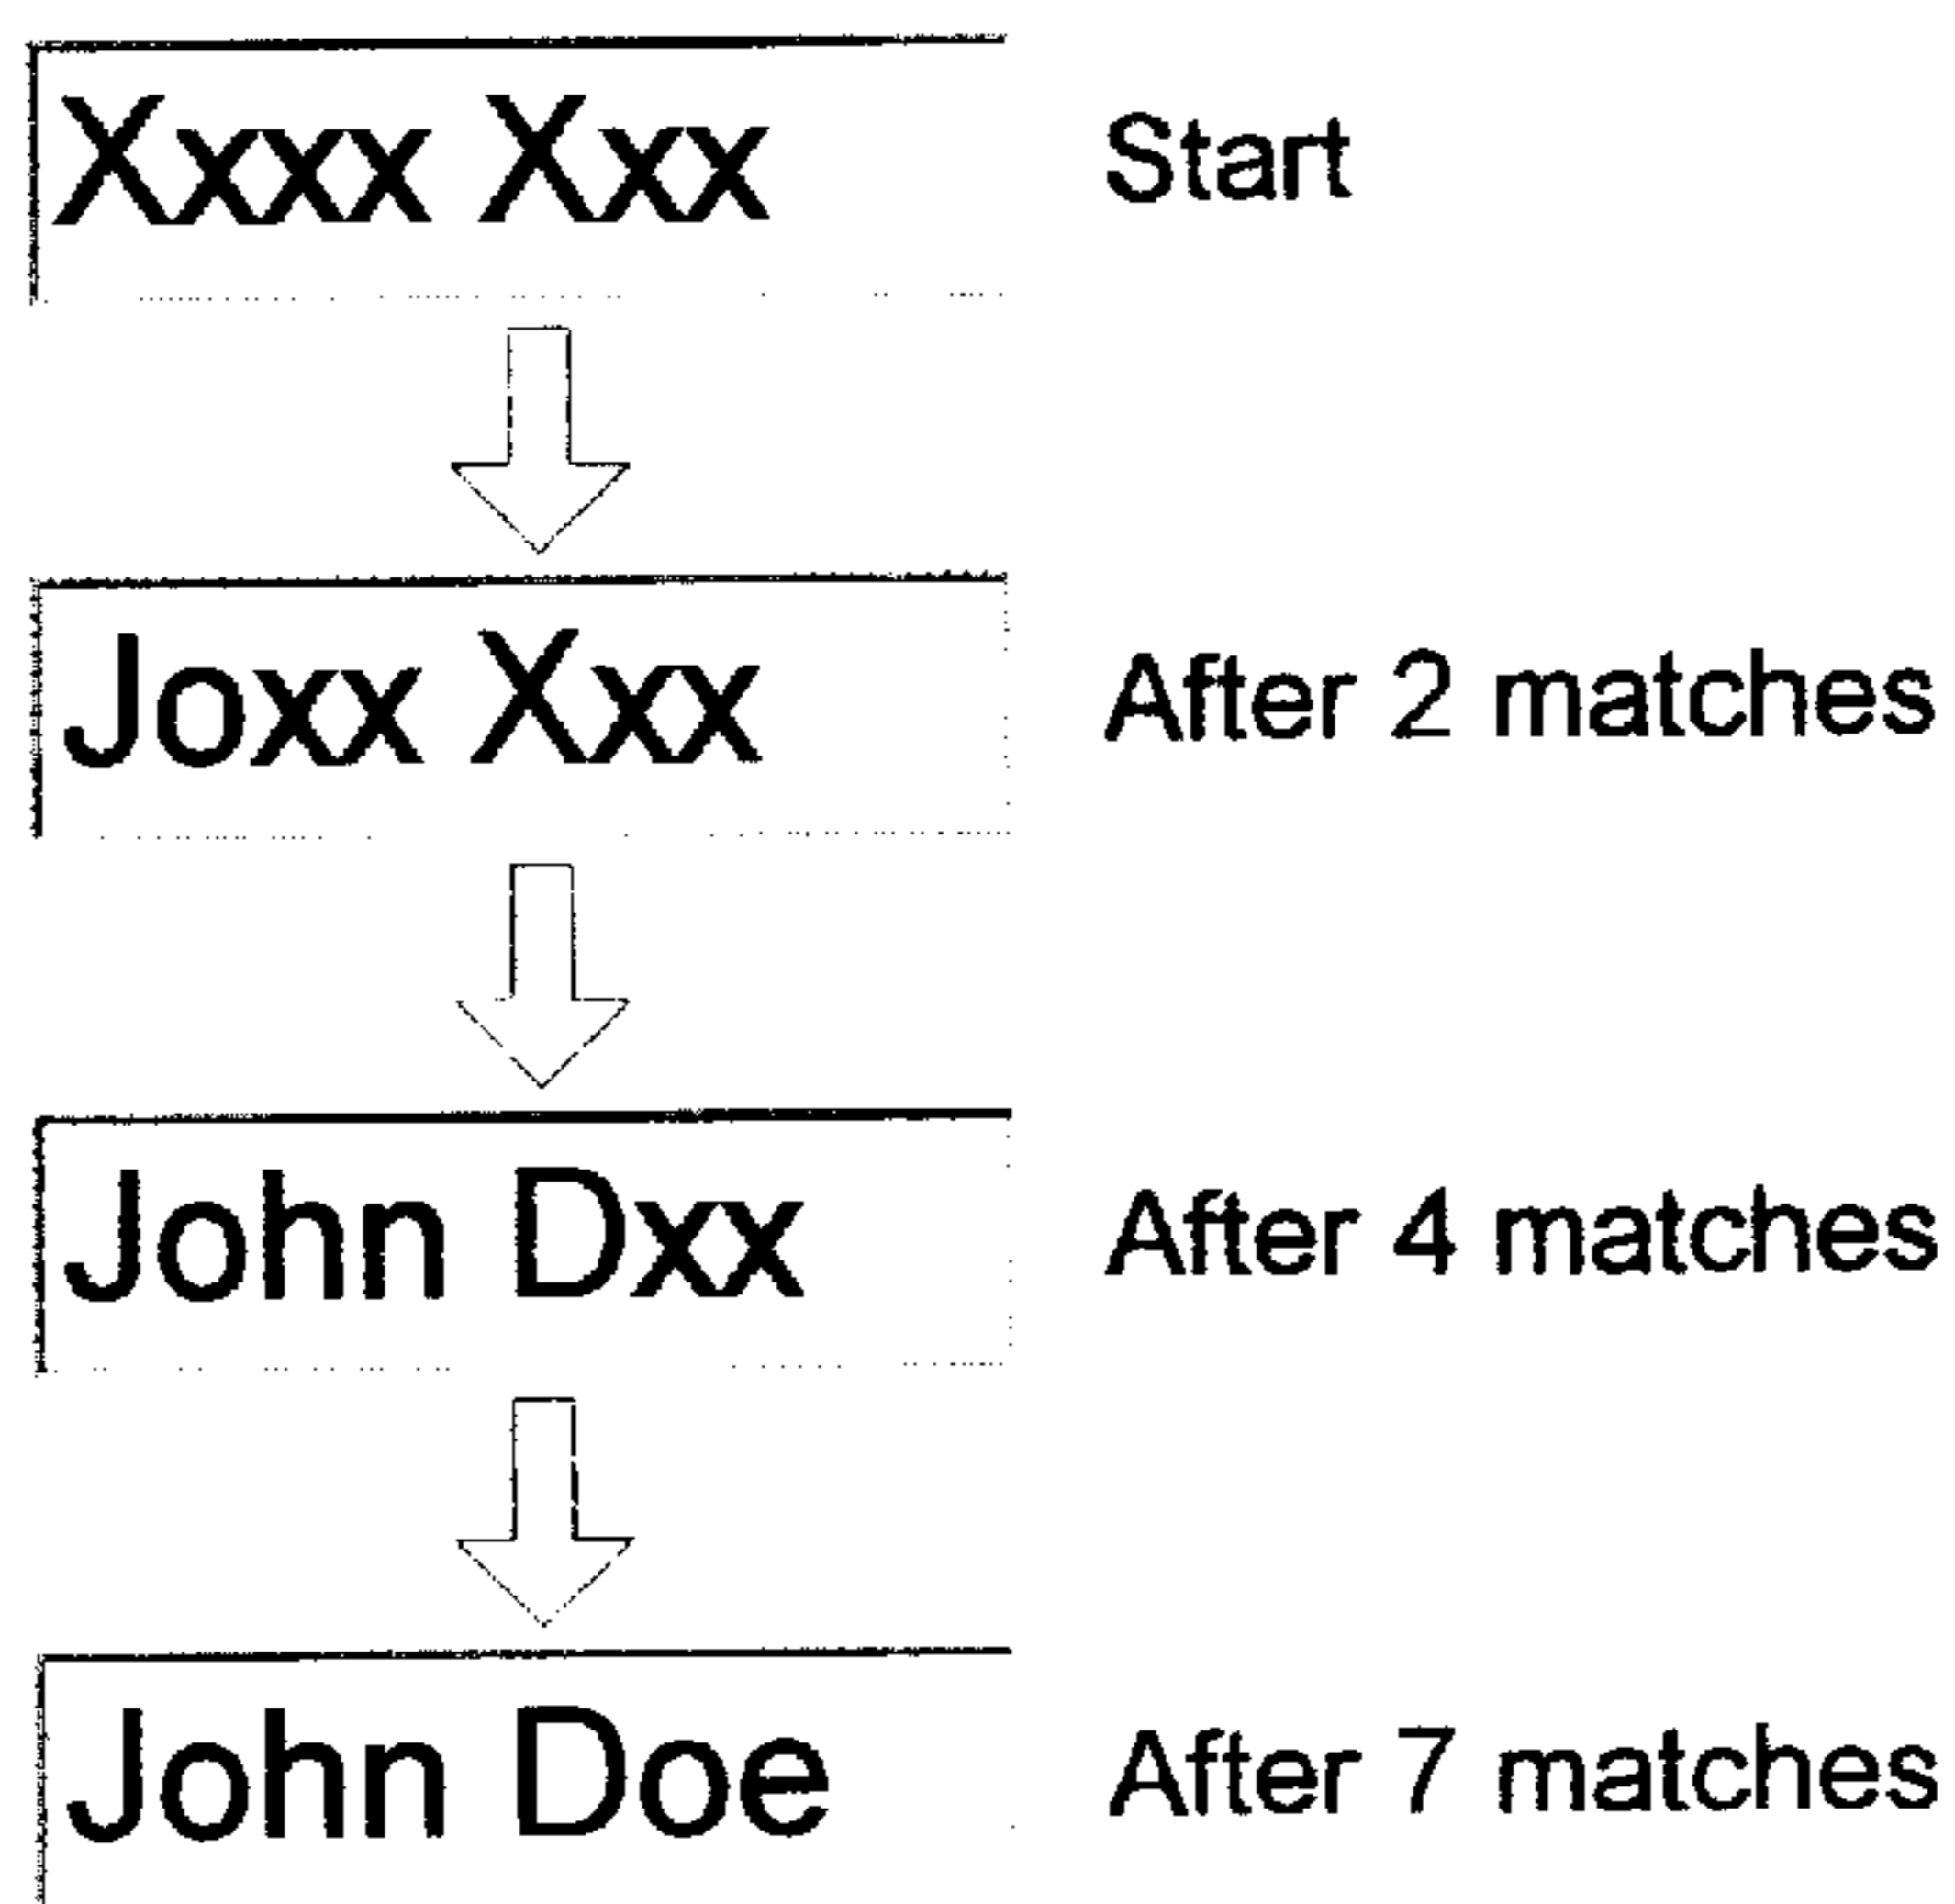 Xxxx Xxx Start
Joxx Xxx After 2 matches
John Dxx After 4 matches
John Doe After 7 matches